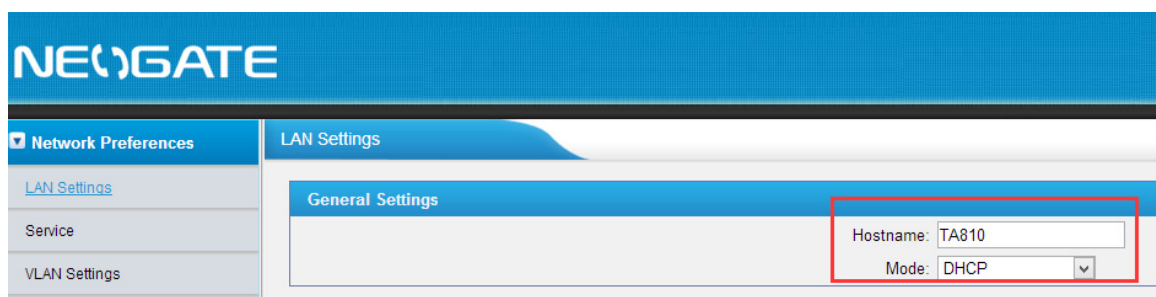 NEOGATE
Network Preferences
LAN Settings
LAN Settings
General Settings
Service
Hostname: TA810
VLAN Settings
Mode: DHCP